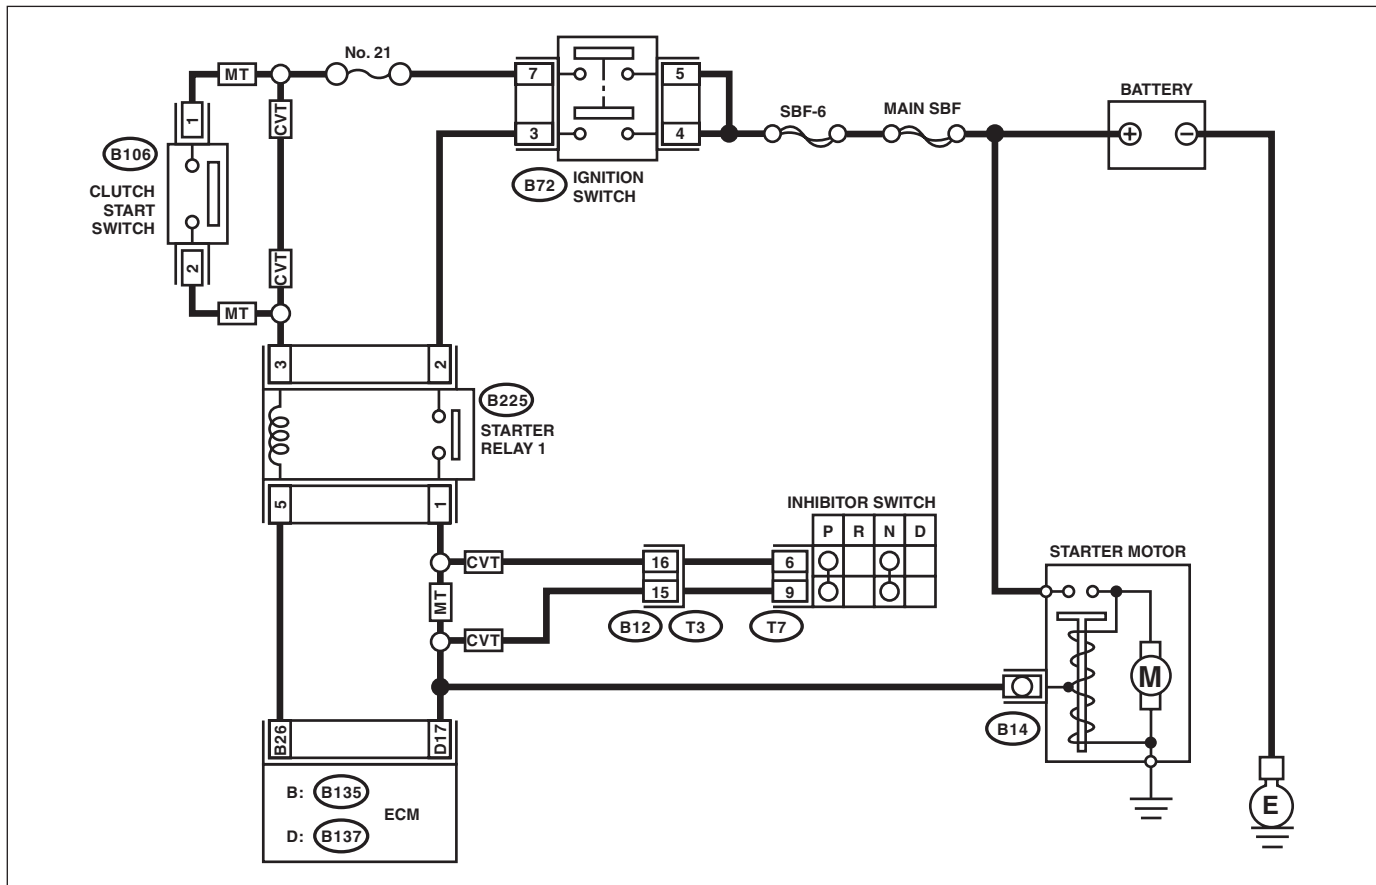 No. 21
MT
7
5
3
4
SBF-6
MAIN SBF
BATTERY
+
−
CVT
1
B106
CLUTCH
START
SWITCH
B72
IGNITION
SWITCH
2
CVT
MT
3
2
B225
STARTER
RELAY 1
5
1
INHIBITOR SWITCH
P R N D
CVT
16
6
MT
15
9
CVT
B12
T3
T7
STARTER MOTOR
M
B14
B26
D17
B: B135
ECM
D: B137
E